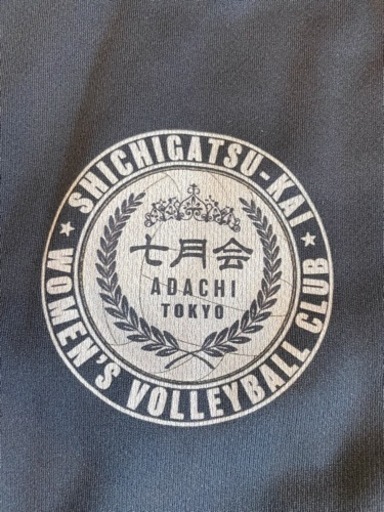 ★ SHICHIGATSU-KAI ★
七月会
ADACHI
TOKYO
WOMEN'S VOLLEYBALL CLUB